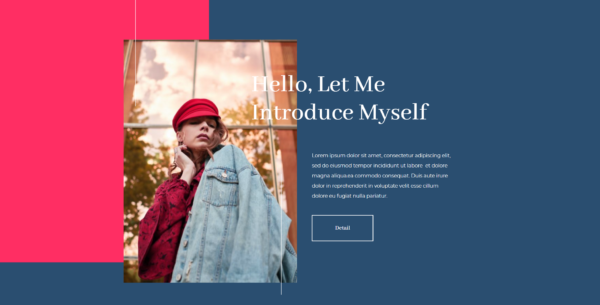 Hello, Let Me
Introduce Myself
Lorem ipsum dolor sit amet, consectetur adipiscing elit,
sed do eiusmod tempor incididunt ut labore et dolore
magna aliquaea commodo consequat. Duis aute irure
dolor in reprehenderit in voluptate velit esse cillum
dolore eu fugiat nulla pariatur.
Detail